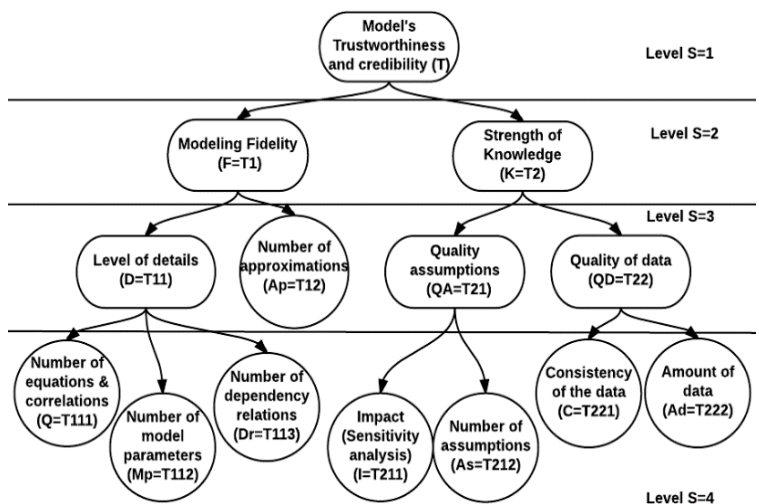 Model's
Trustworthiness
and credibility (T)
Level S=1
Modeling Fidelity
(F=T1)
Strength of
Knowledge
(K=T2)
Level S=2
Level S=3
Level of details
(D=T11)
Number of
approximations
(Ap=T12)
Quality
assumptions
(QA=T21)
Quality of data
(QD=T22)
Number of
equations &
correlations
(Q=T111)
Number of
model
parameters
(Mp=T112)
Number of
dependency
relations
(Dr=T113)
Impact
(Sensitivity
analysis)
(I=T211)
Number of
assumptions
(As=T212)
Consistency
of the data
(C=T221)
Amount of
data
(Ad=T222)
Level S=4